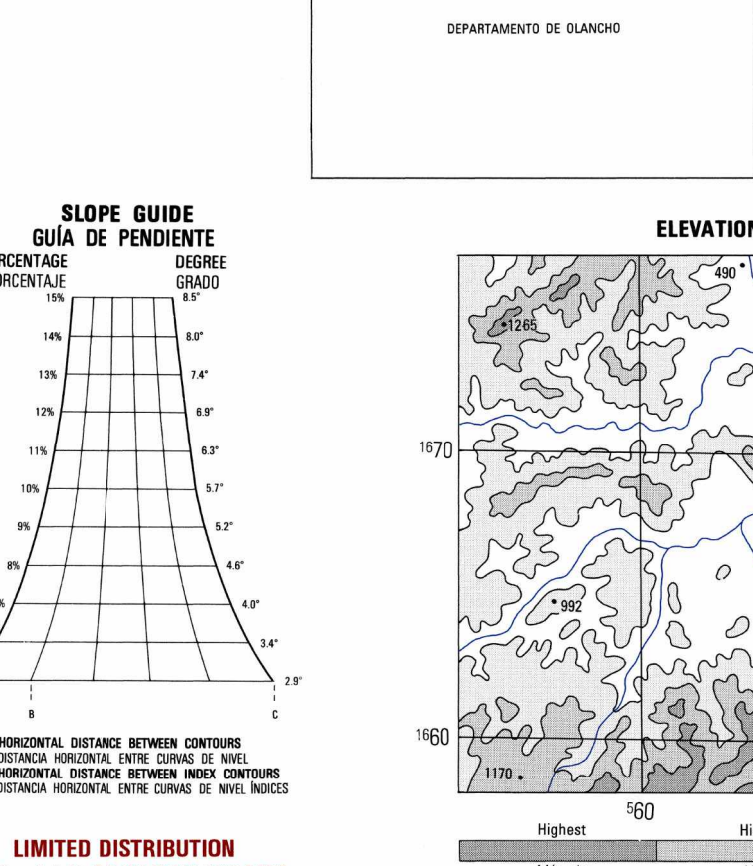 DEPARTAMENTO DE OLANCHO
SLOPE GUIDE
GUÍA DE PENDIENTE
DEGREE
GRADO
15%
8.5°
14%
8.0°
13%
7.4°
12%
6.9°
11%
6.3°
10%
5.7°
9%
5.2°
8%
4.6°
4.0°
3.4°
2.9°
B
C
HORIZONTAL DISTANCE BETWEEN CONTOURS
DISTANCIA HORIZONTAL ENTRE CURVAS DE NIVEL
HORIZONTAL DISTANCE BETWEEN INDEX CONTOURS
DISTANCIA HORIZONTAL ENTRE CURVAS DE NIVEL ÍNDICES
LIMITED DISTRIBUTION
ELEVATION
490
1265
1670
992
1660
1170
560
Highest